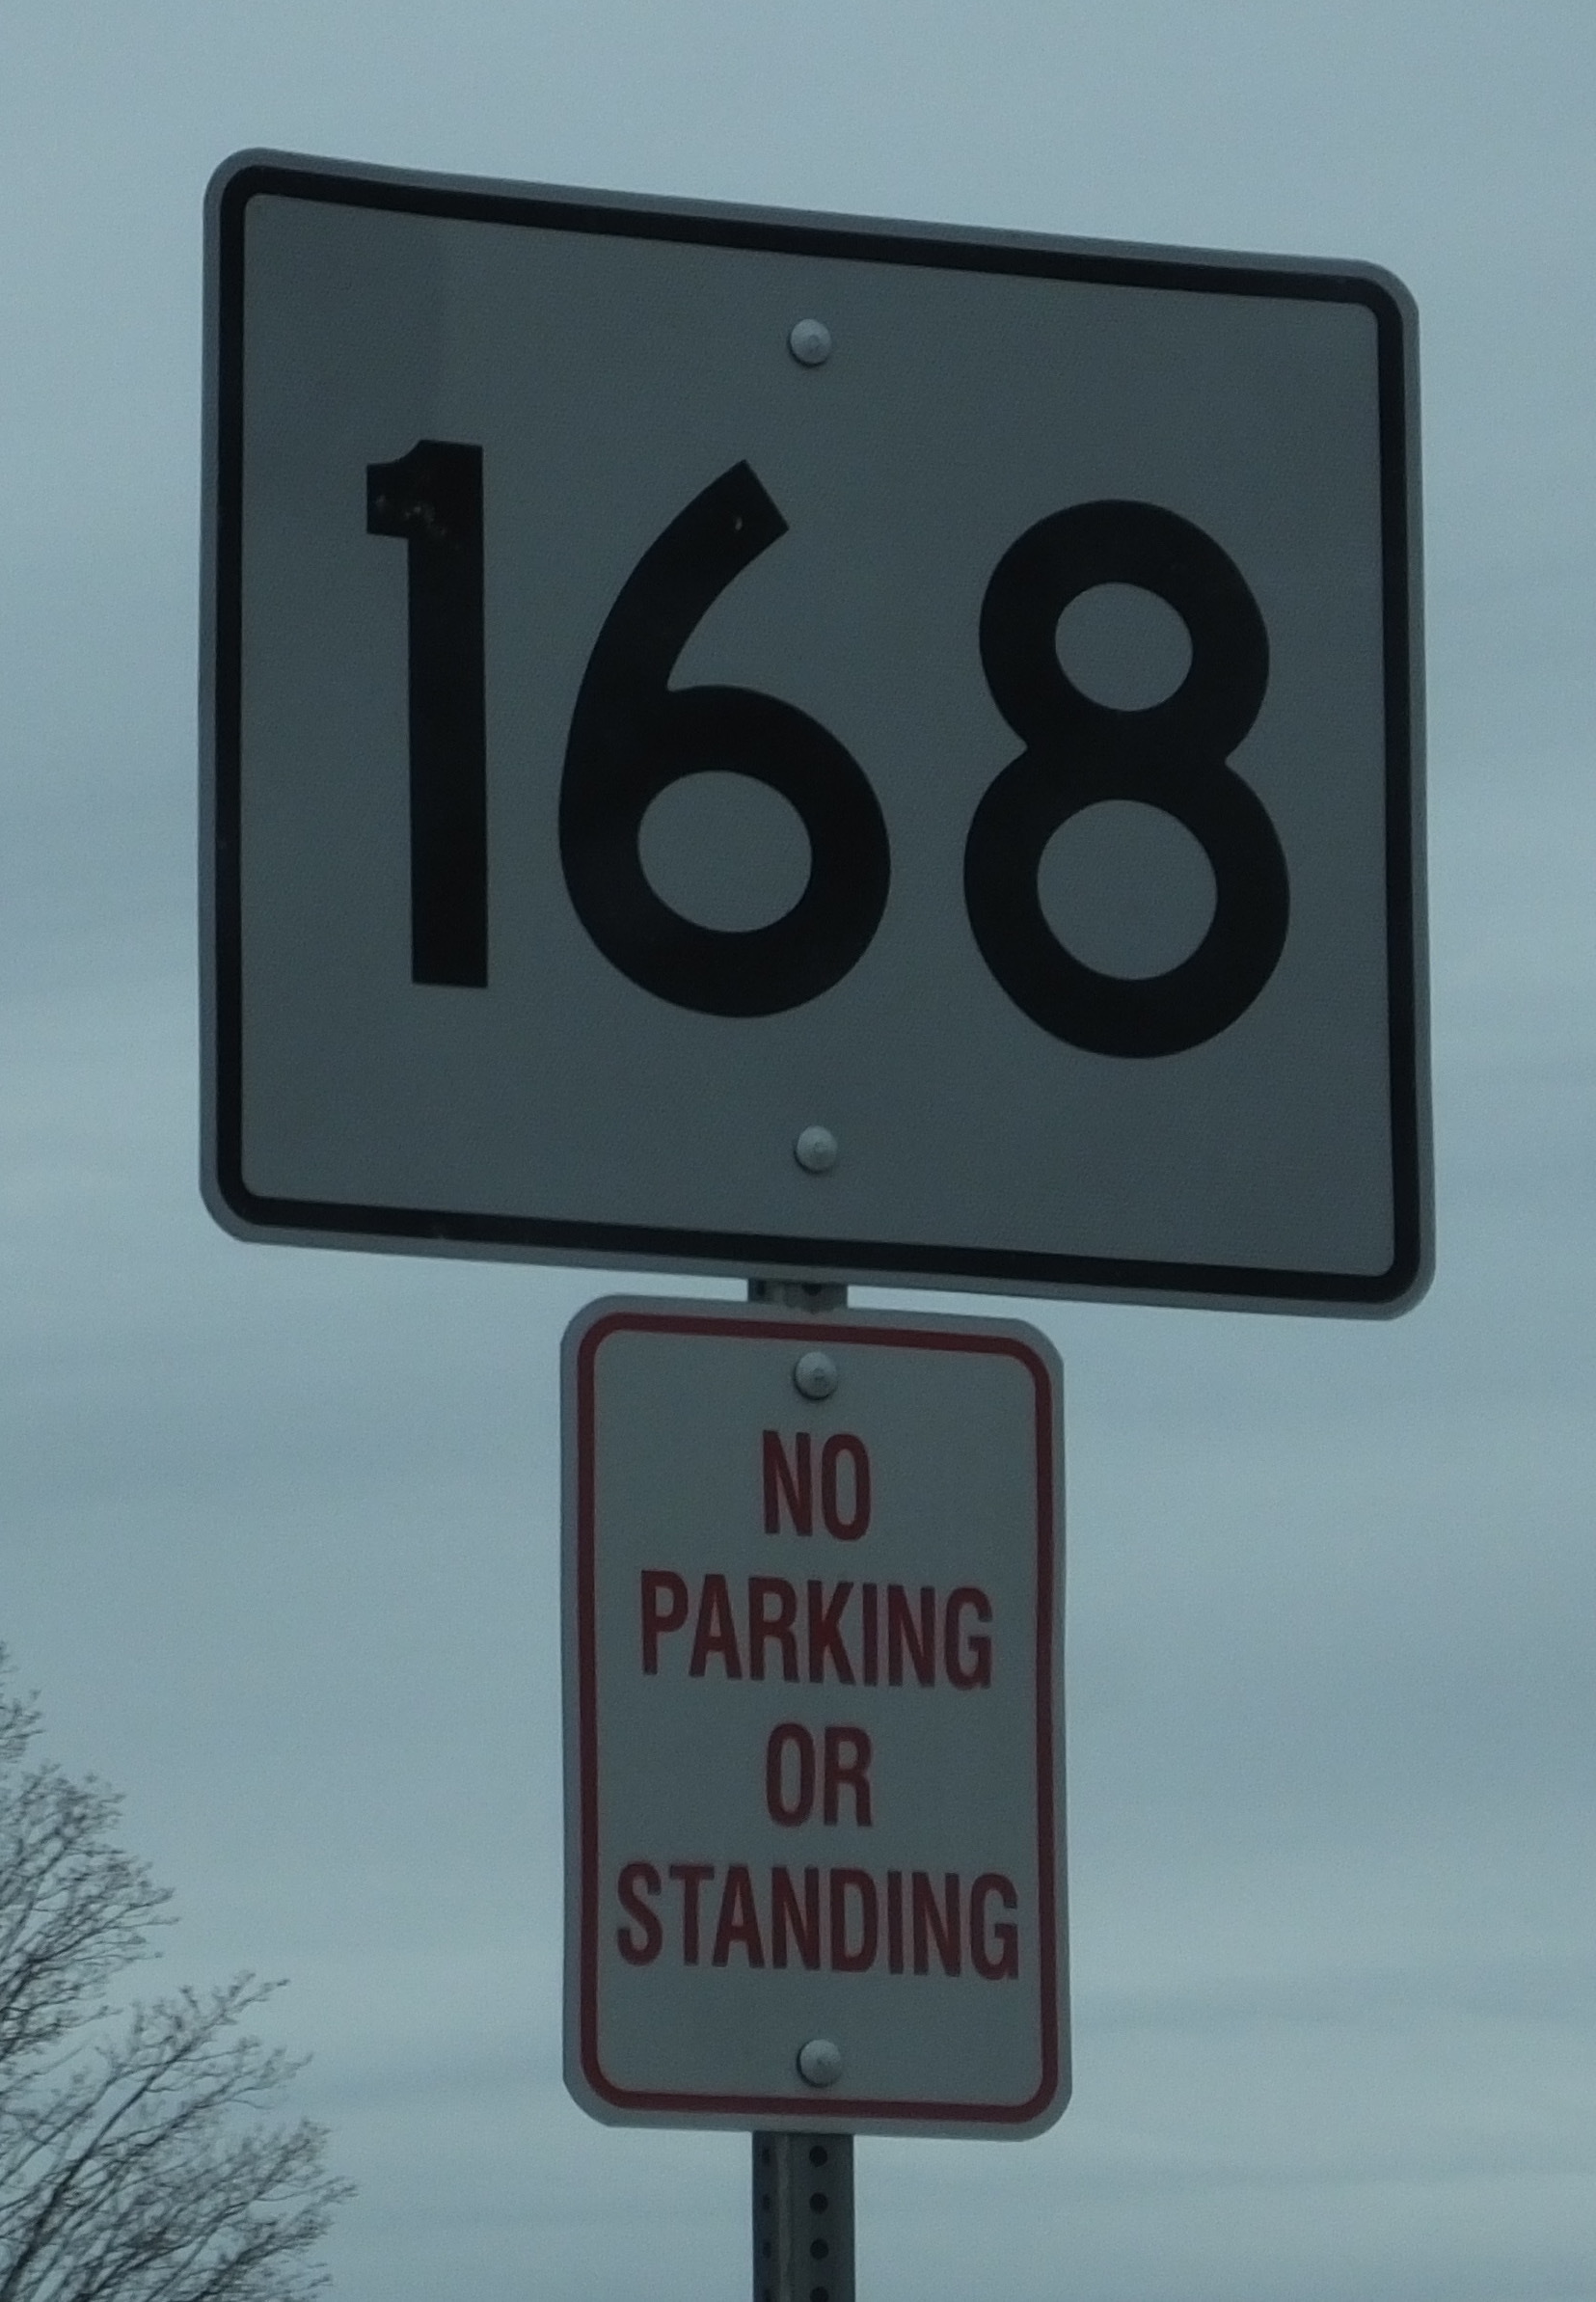 168
NO
PARKING
OR
STANDING